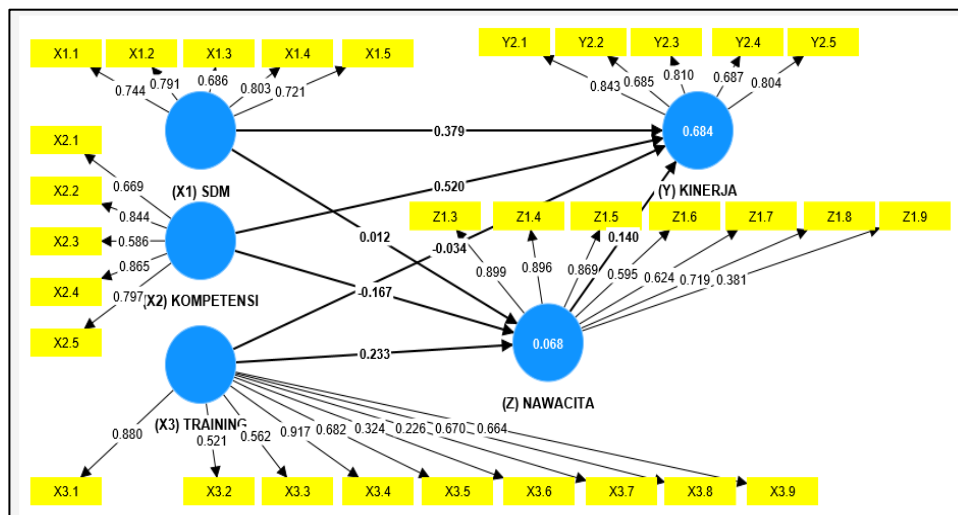 X1.1 X1.2 X1.3 X1.4 X1.5
0.744 0.791 0.686 0.803 0.721
Y2.1 Y2.2 Y2.3 Y2.4 Y2.5
0.843 0.685 0.810 0.687 0.804
0.379
0.684
(X1) SDM
(Y) KINERJA
X2.1
X2.2
X2.3
X2.4
X2.5
0.669
0.844
0.586
0.865
0.797
0.520
(X2) KOMPETENSI
0.012
-0.034
0.140
-0.167
0.233
Z1.3 Z1.4 Z1.5 Z1.6 Z1.7 Z1.8 Z1.9
0.899 0.896 0.869 0.595 0.624 0.719 0.381
0.068
(Z) NAWACITA
(X3) TRAINING
0.880 0.521 0.562 0.917 0.682 0.324 0.226 0.670 0.664
X3.1 X3.2 X3.3 X3.4 X3.5 X3.6 X3.7 X3.8 X3.9